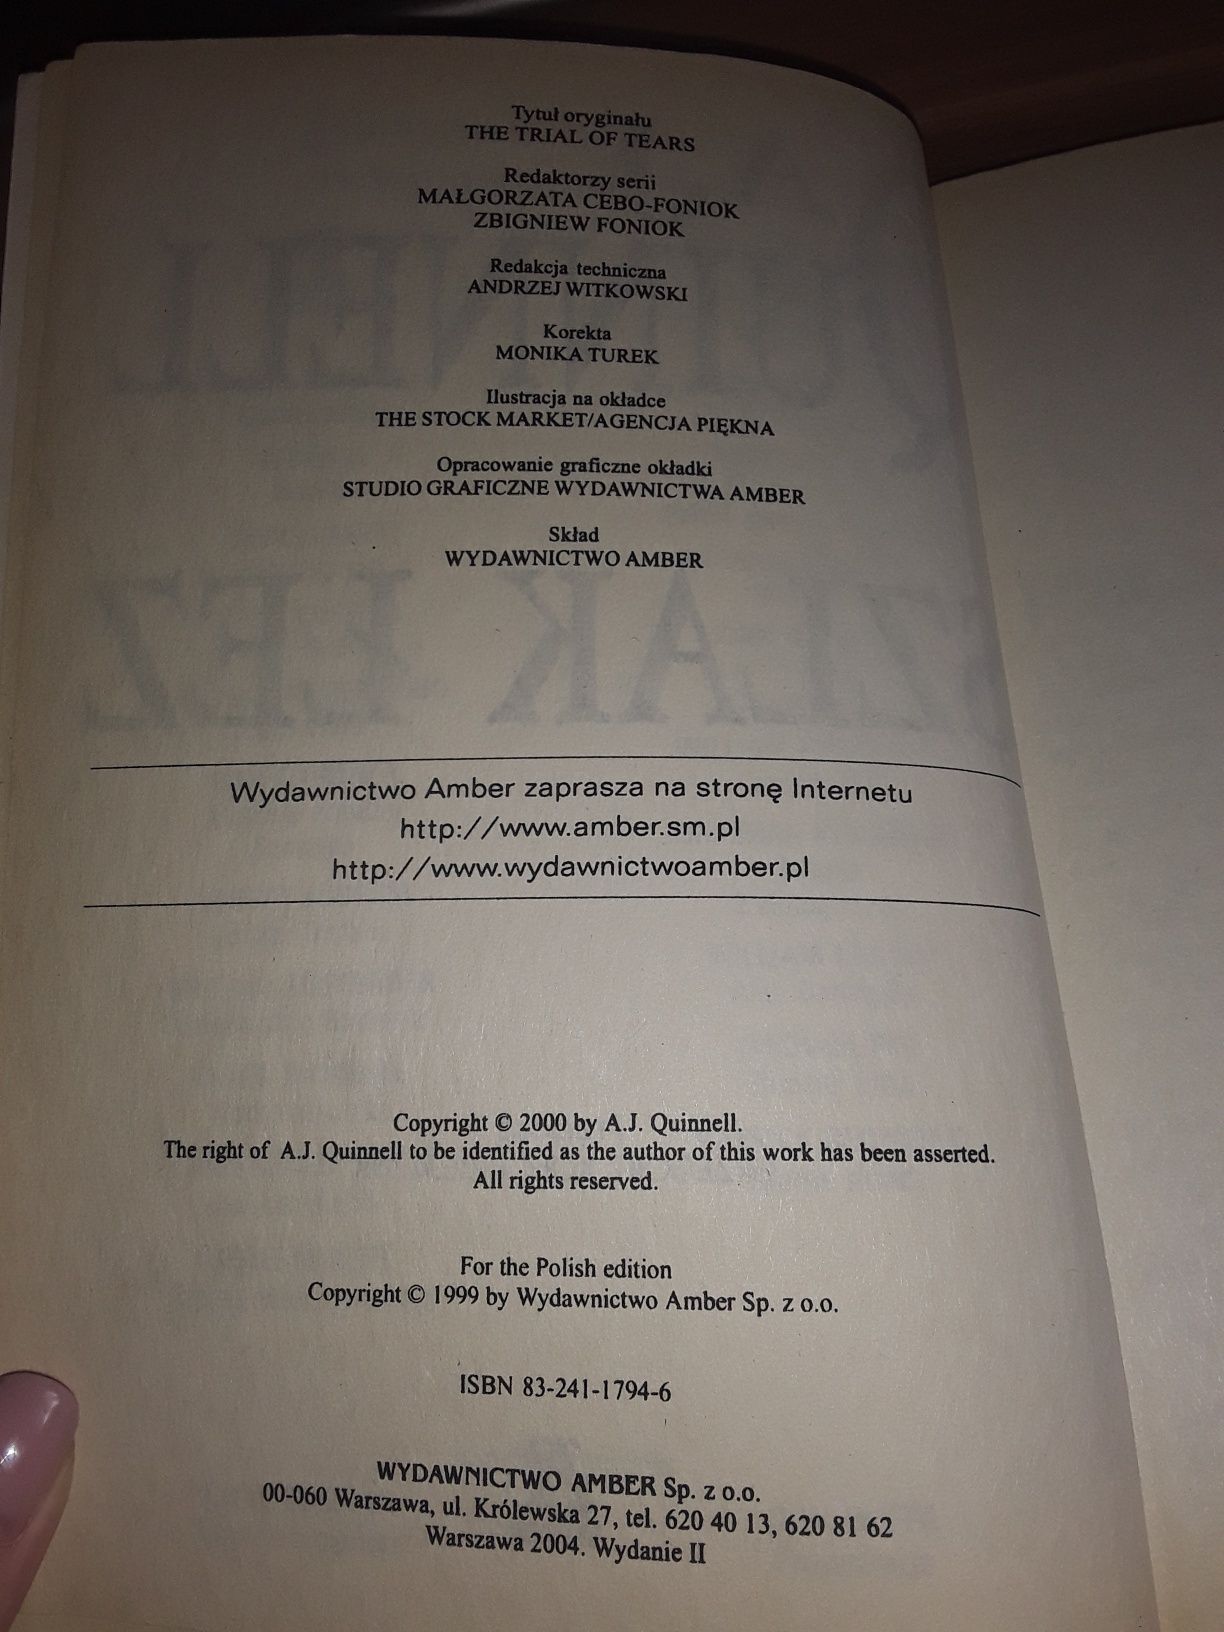 Tytuł oryginału
THE TRIAL OF TEARS
Redaktorzy serii
MAŁGORZATA CEBO-FONIOK
ZBIGNIEW FONIOK
Redakcja techniczna
ANDRZEJ WITKOWSKI
Korekta
MONIKA TUREK
Ilustracja na okładce
THE STOCK MARKET/AGENCJA PIĘKNA
Opracowanie graficzne okładki
STUDIO GRAFICZNE WYDAWNICTWA AMBER
Skład
WYDAWNICTWO AMBER
Wydawnictwo Amber zaprasza na stronę Internetu
http://www.amber.sm.pl
http://www.wydawnictwoamber.pl
Copyright © 2000 by A.J. Quinnell.
The right of A.J. Quinnell to be identified as the author of this work has been asserted.
All rights reserved.
For the Polish edition
Copyright © 1999 by Wydawnictwo Amber Sp. z o.o.
ISBN 83-241-1794-6
WYDAWNICTWO AMBER Sp. z o.o.
00-060 Warszawa, ul. Królewska 27, tel. 620 40 13, 620 81 62
Warszawa 2004. Wydanie II